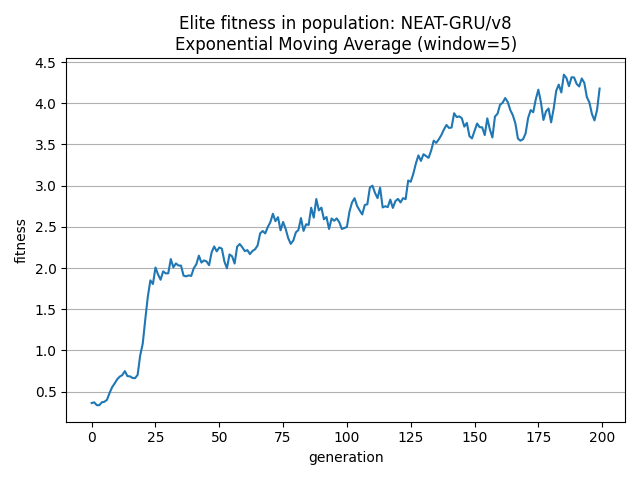 Elite fitness in population: NEAT-GRU/v8
Exponential Moving Average (window=5)
4.5
4.0
3.5
3.0
2.5
2.0
1.5
1.0
0.5
fitness
0 25 50 75 100 125 150 175 200
generation